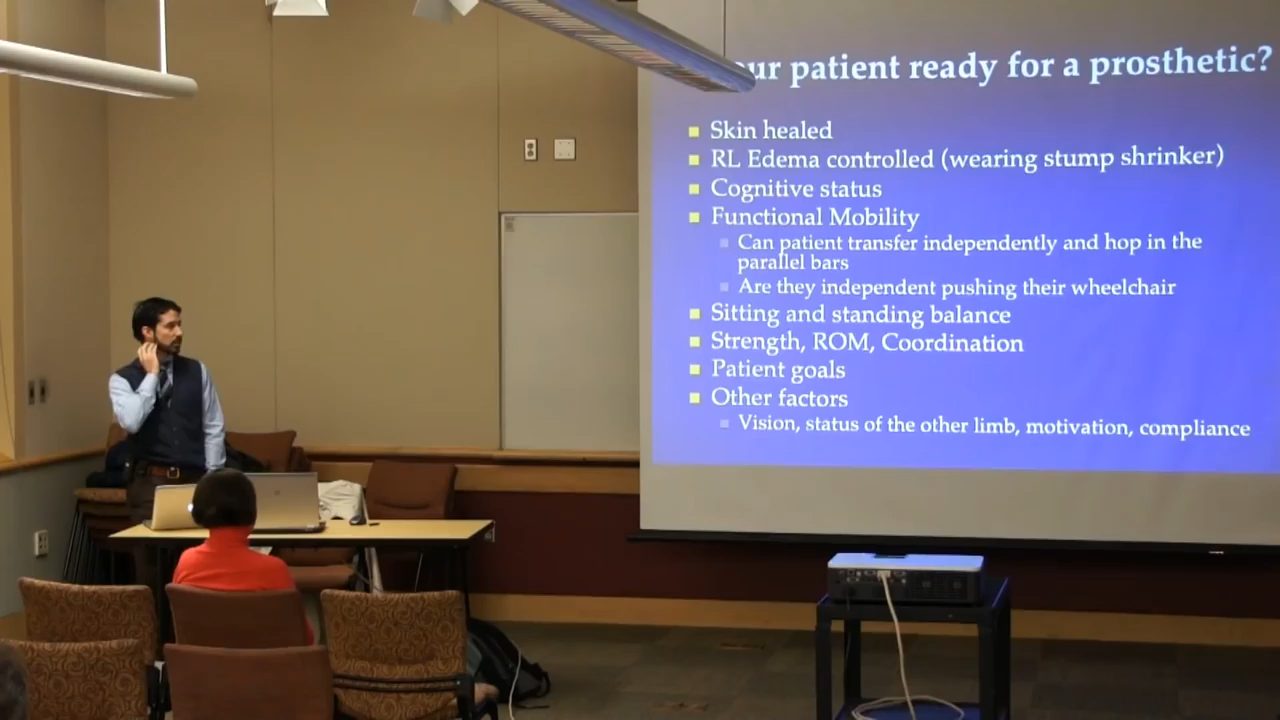 ur patient ready for a prosthetic?
Skin healed
RL Edema controlled (wearing stump shrinker)
Cognitive status
Functional Mobility
Can patient transfer independently and hop in the
parallel bars
Are they independent pushing their wheelchair
Sitting and standing balance
Strength, ROM, Coordination
Patient goals
Other factors
Vision, status of the other limb, motivation, compliance